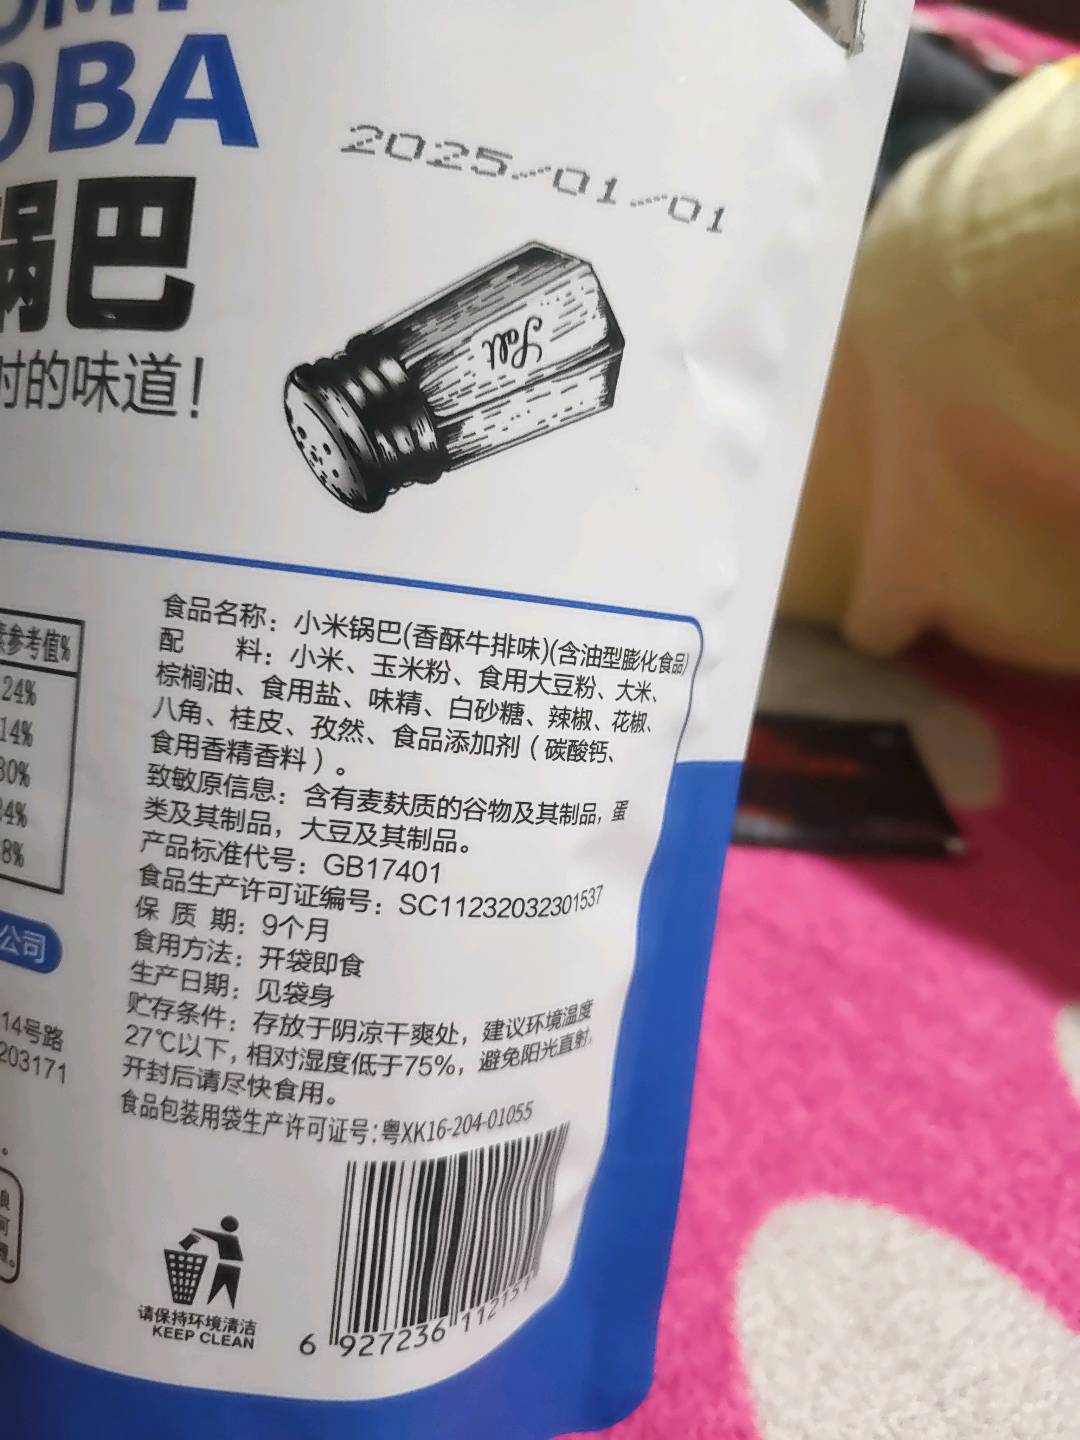 OBA
2025/01/01
锅巴
时的味道！
Salt
素参考值%
24%
14%
30%
24%
8%
食品名称：小米锅巴(香酥牛排味)(含油型膨化食品)
配 料：小米、玉米粉、食用大豆粉、大米、
棕榈油、食用盐、味精、白砂糖、辣椒、花椒、
八角、桂皮、孜然、食品添加剂（碳酸钙、
食用香精香料）。
致敏原信息：含有麦麸质的谷物及其制品，蛋
类及其制品，大豆及其制品。
产品标准代号：GB17401
食品生产许可证编号：SC11232032301537
保 质 期：9个月
食用方法：开袋即食
生产日期：见袋身
贮存条件：存放于阴凉干爽处，建议环境温度
27℃以下，相对湿度低于75%，避免阳光直射，
开封后请尽快食用。
食品包装用袋生产许可证号：粤XK16-204-01055
公司
14号路
203171
请保持环境清洁
KEEP CLEAN
6 927236